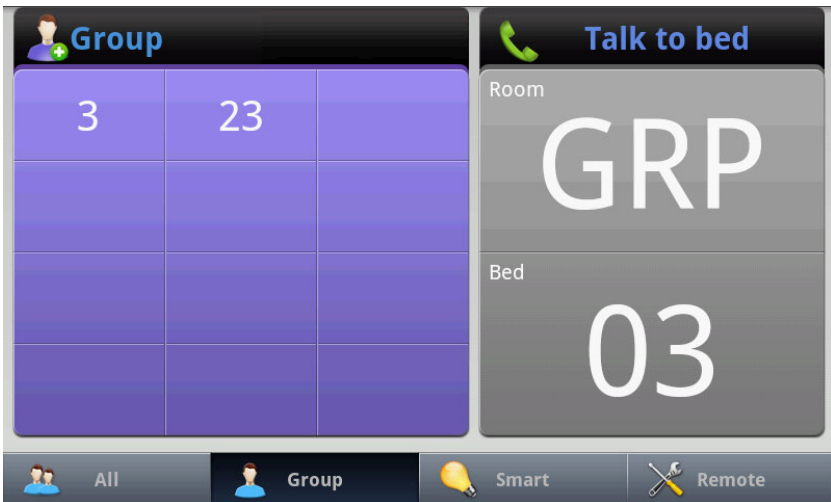 Group
3 23
Talk to bed
Room
GRP
Bed
03
All Group Smart Remote